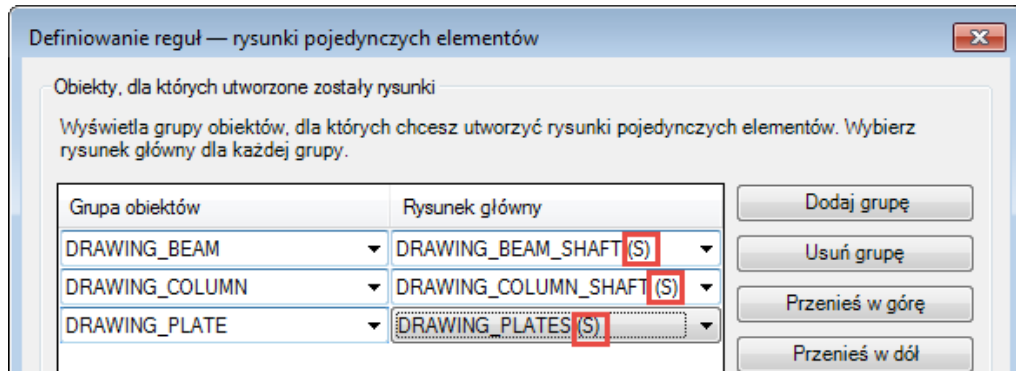 Definiowanie reguł — rysunki pojedynczych elementów
Obiekty, dla których utworzone zostały rysunki
Wyświetla grupy obiektów, dla których chcesz utworzyć rysunki pojedynczych elementów. Wybierz
rysunek główny dla każdej grupy.
Grupa obiektów Rysunek główny
DRAWING_BEAM DRAWING_BEAM_SHAFT (S)
DRAWING_COLUMN DRAWING_COLUMN_SHAFT (S)
DRAWING_PLATE DRAWING_PLATES (S)
Dodaj grupę
Usuń grupę
Przenieś w górę
Przenieś w dół